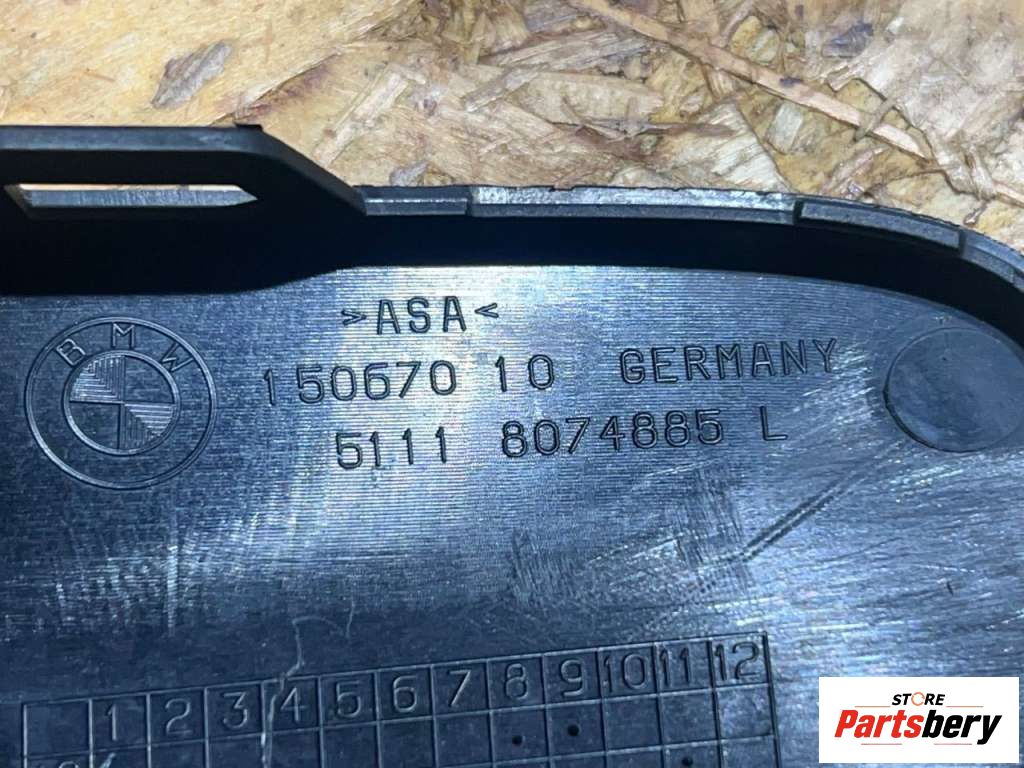 >ASA<
BMW
150670 10 GERMANY
5111 8074885 L
1 2 3 4 5 6 7 8 9 10 11 12
STORE
Partsbery